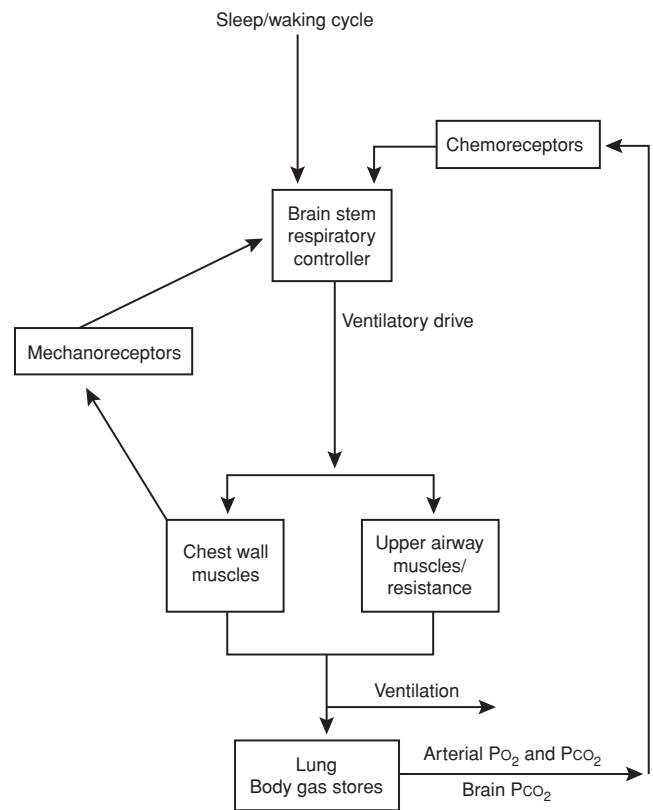 Sleep/waking cycle
Chemoreceptors
Brain stem
respiratory
controller
Ventilatory drive
Mechanoreceptors
Chest wall
muscles
Upper airway
muscles/
resistance
Ventilation
Lung
Body gas stores
Arterial PO₂ and PCO₂
Brain PCO₂